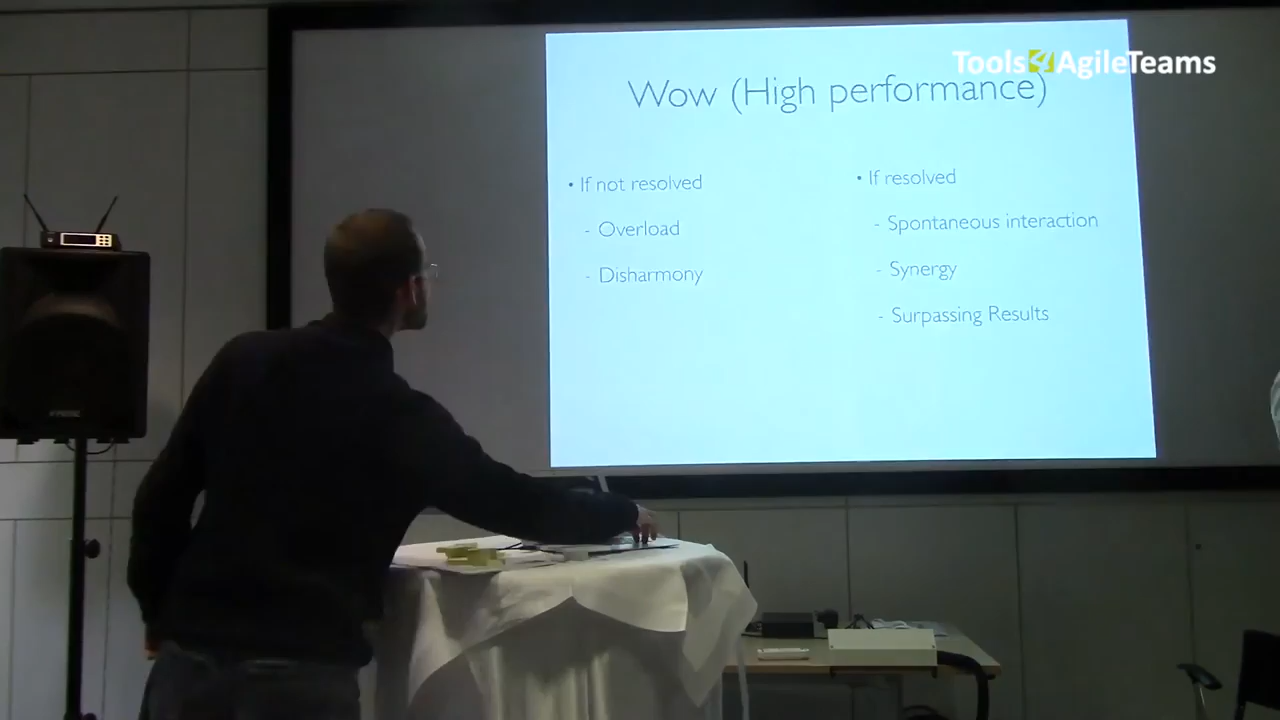 Tools4AgileTeams
Wow (High performance)
• If not resolved
- Overload
- Disharmony
• If resolved
- Spontaneous interaction
- Synergy
- Surpassing Results